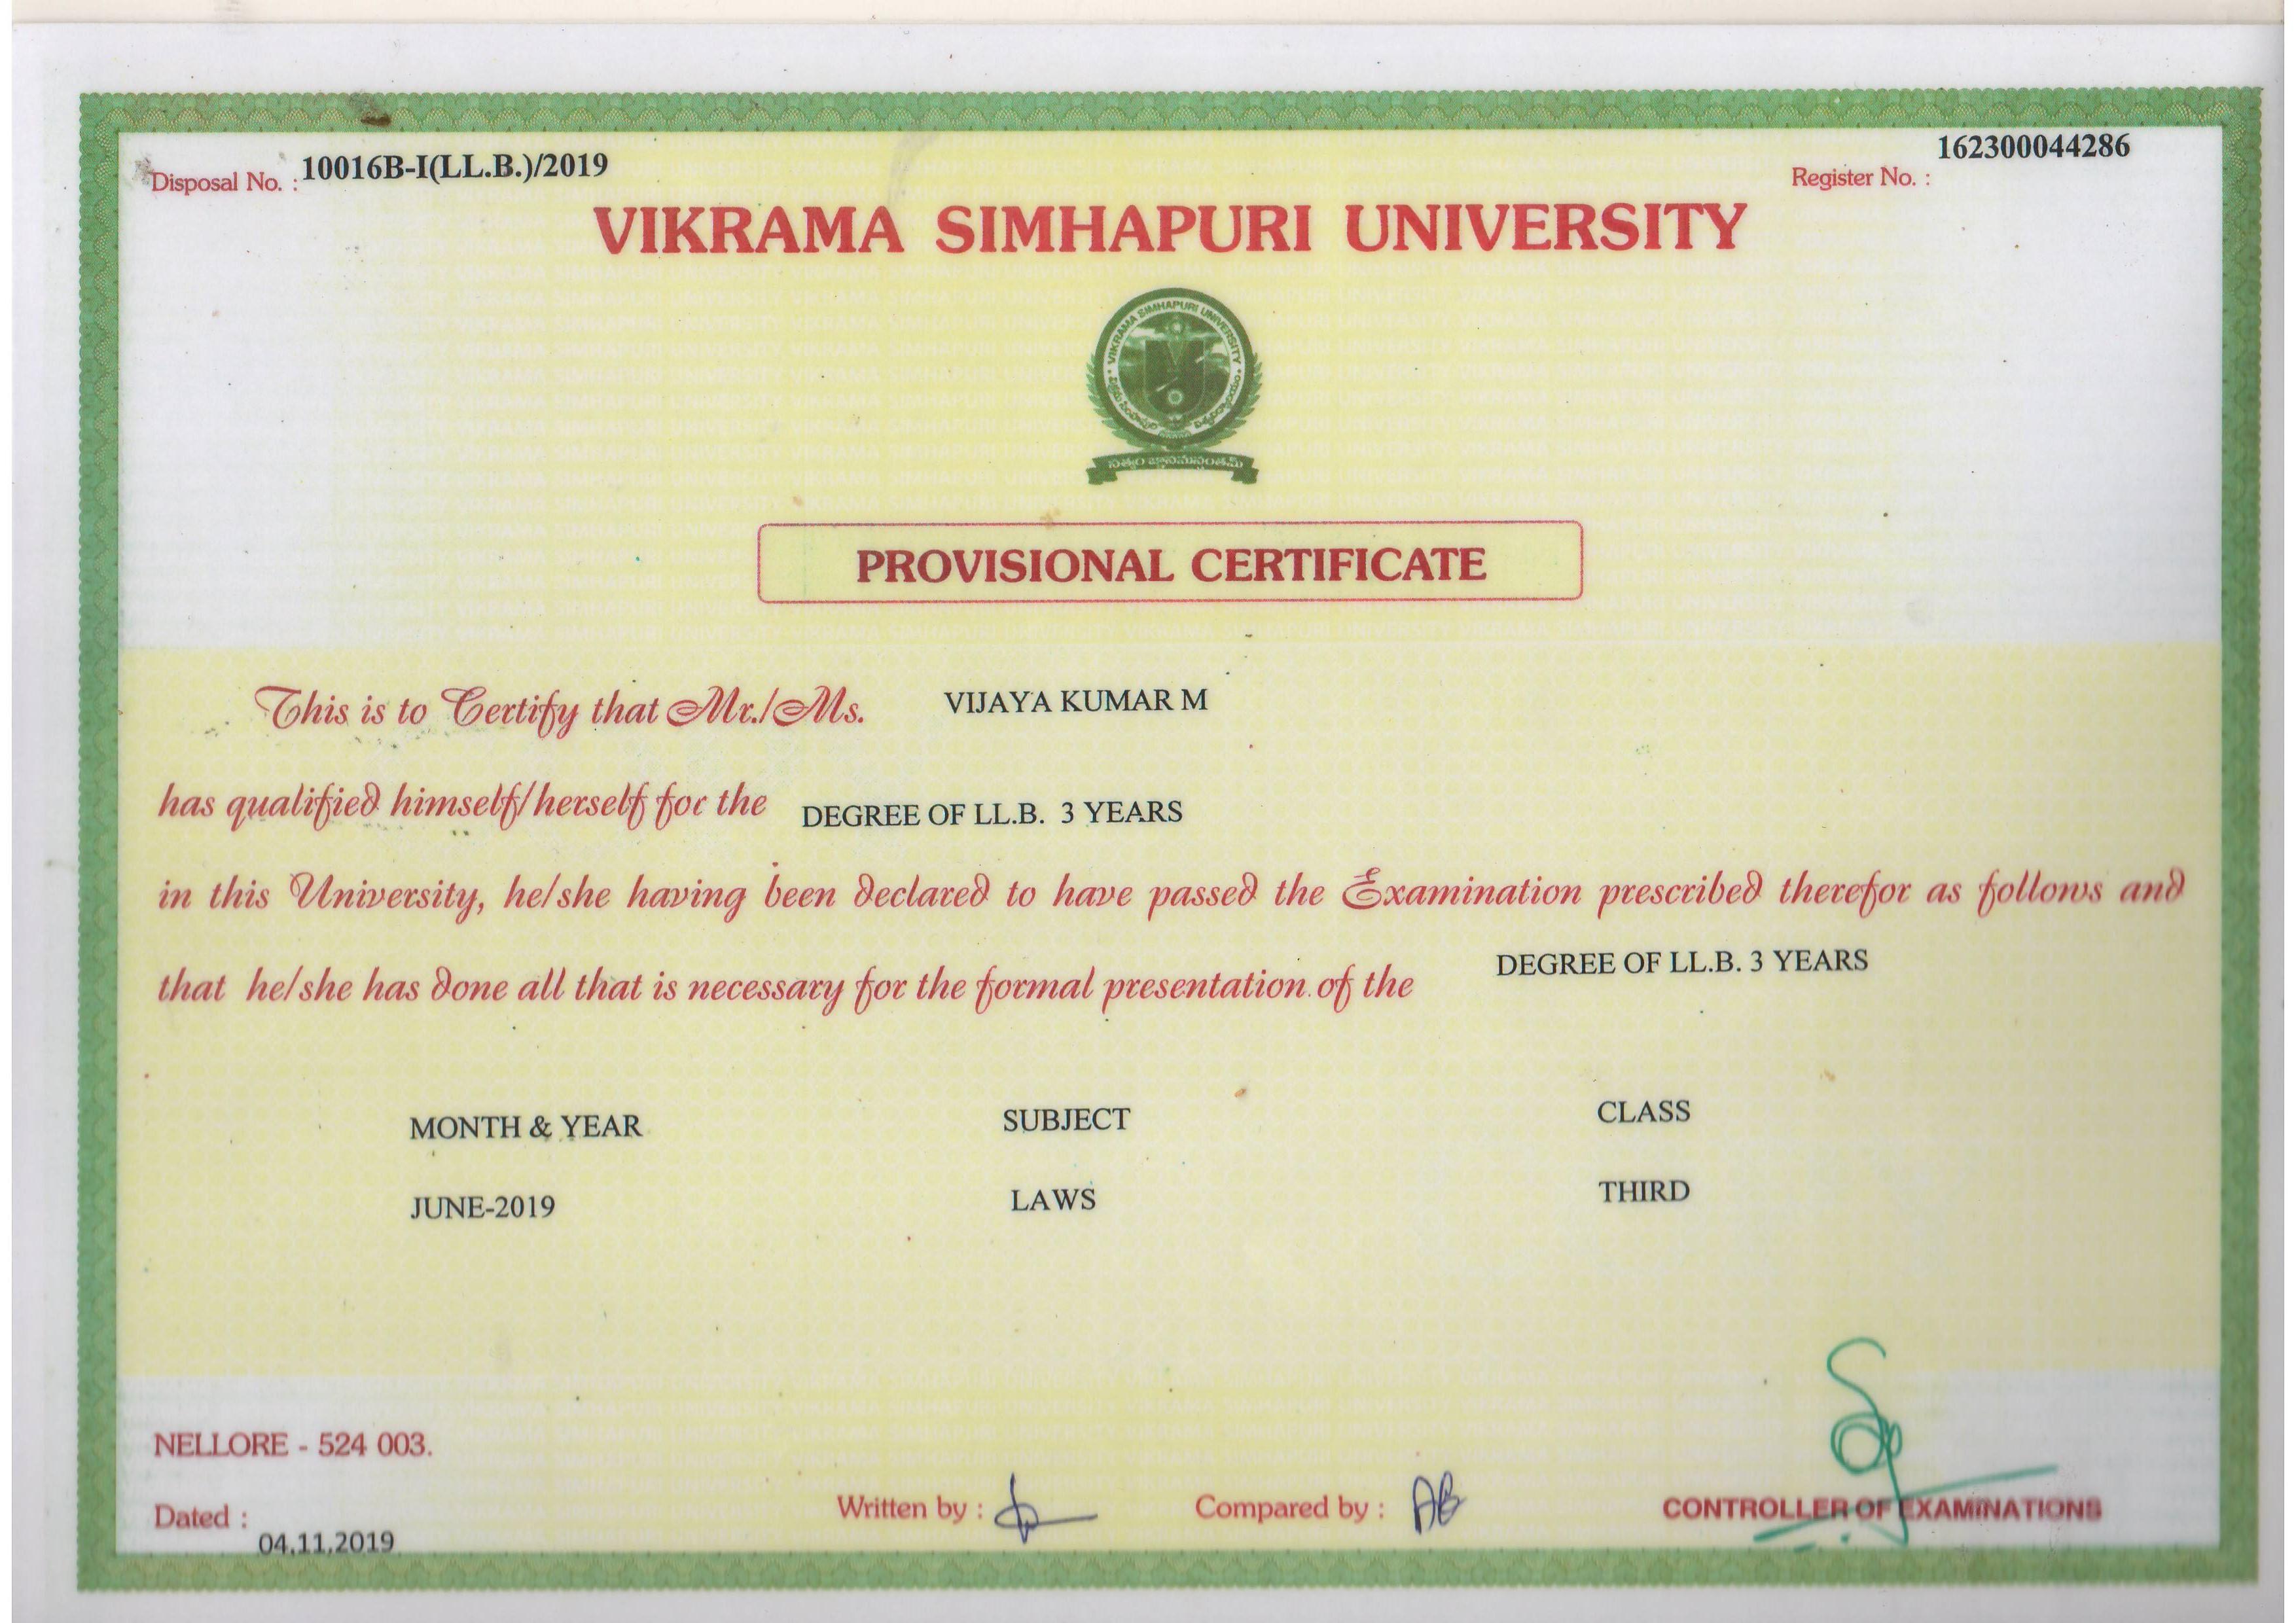 Disposal No. : 10016B-I(LL.B.)/2019
Register No. : 162300044286
VIKRAMA SIMHAPURI UNIVERSITY
VIKRAMA SIMHAPURI UNIVERSITY
PROVISIONAL CERTIFICATE
This is to Certify that Mr./Ms. VIJAYA KUMAR M
has qualified himself/herself for the DEGREE OF LL.B. 3 YEARS
in this University, he/she having been declared to have passed the Examination prescribed therefor as follows and
that he/she has done all that is necessary for the formal presentation of the DEGREE OF LL.B. 3 YEARS
MONTH & YEAR SUBJECT CLASS
JUNE-2019 LAWS THIRD
NELLORE - 524 003.
Written by : Compared by : AB CONTROLLER OF EXAMINATIONS
Dated : 04.11.2019